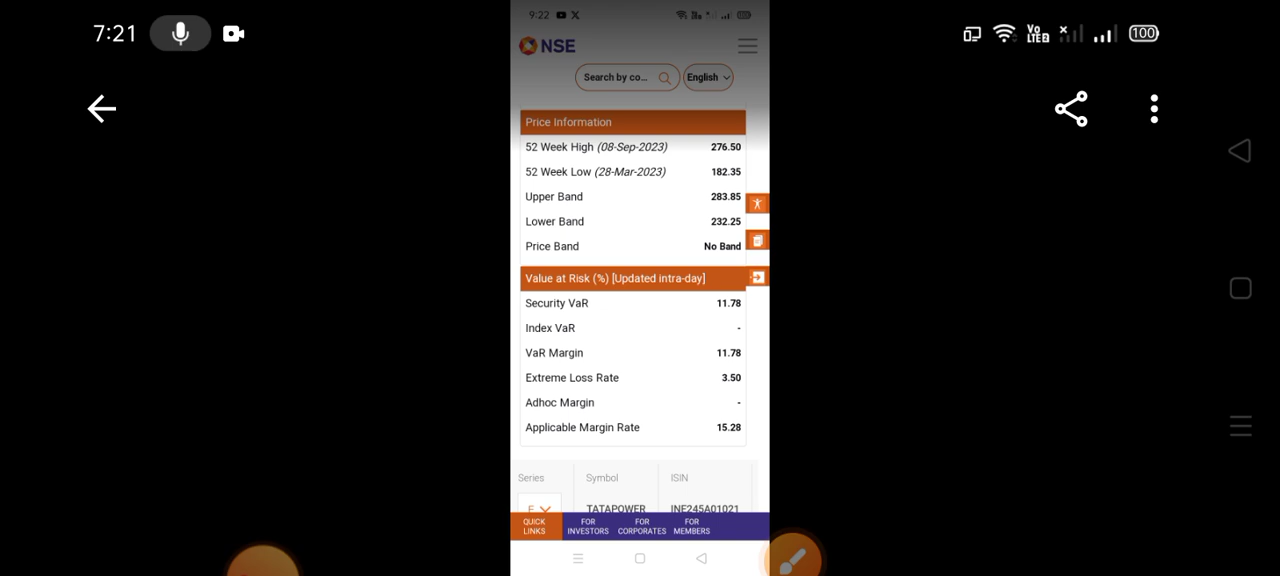 7:21
Vo LTE2
100
9:22
NSE
Search by co...
English
Price Information
52 Week High (08-Sep-2023) 276.50
52 Week Low (28-Mar-2023) 182.35
Upper Band 283.85
Lower Band 232.25
Price Band No Band
Value at Risk (%) [Updated intra-day]
Security VaR 11.78
Index VaR -
VaR Margin 11.78
Extreme Loss Rate 3.50
Adhoc Margin -
Applicable Margin Rate 15.28
Series Symbol ISIN
TATAPOWER INE245A01021
QUICK LINKS
FOR INVESTORS
FOR CORPORATES
FOR MEMBERS